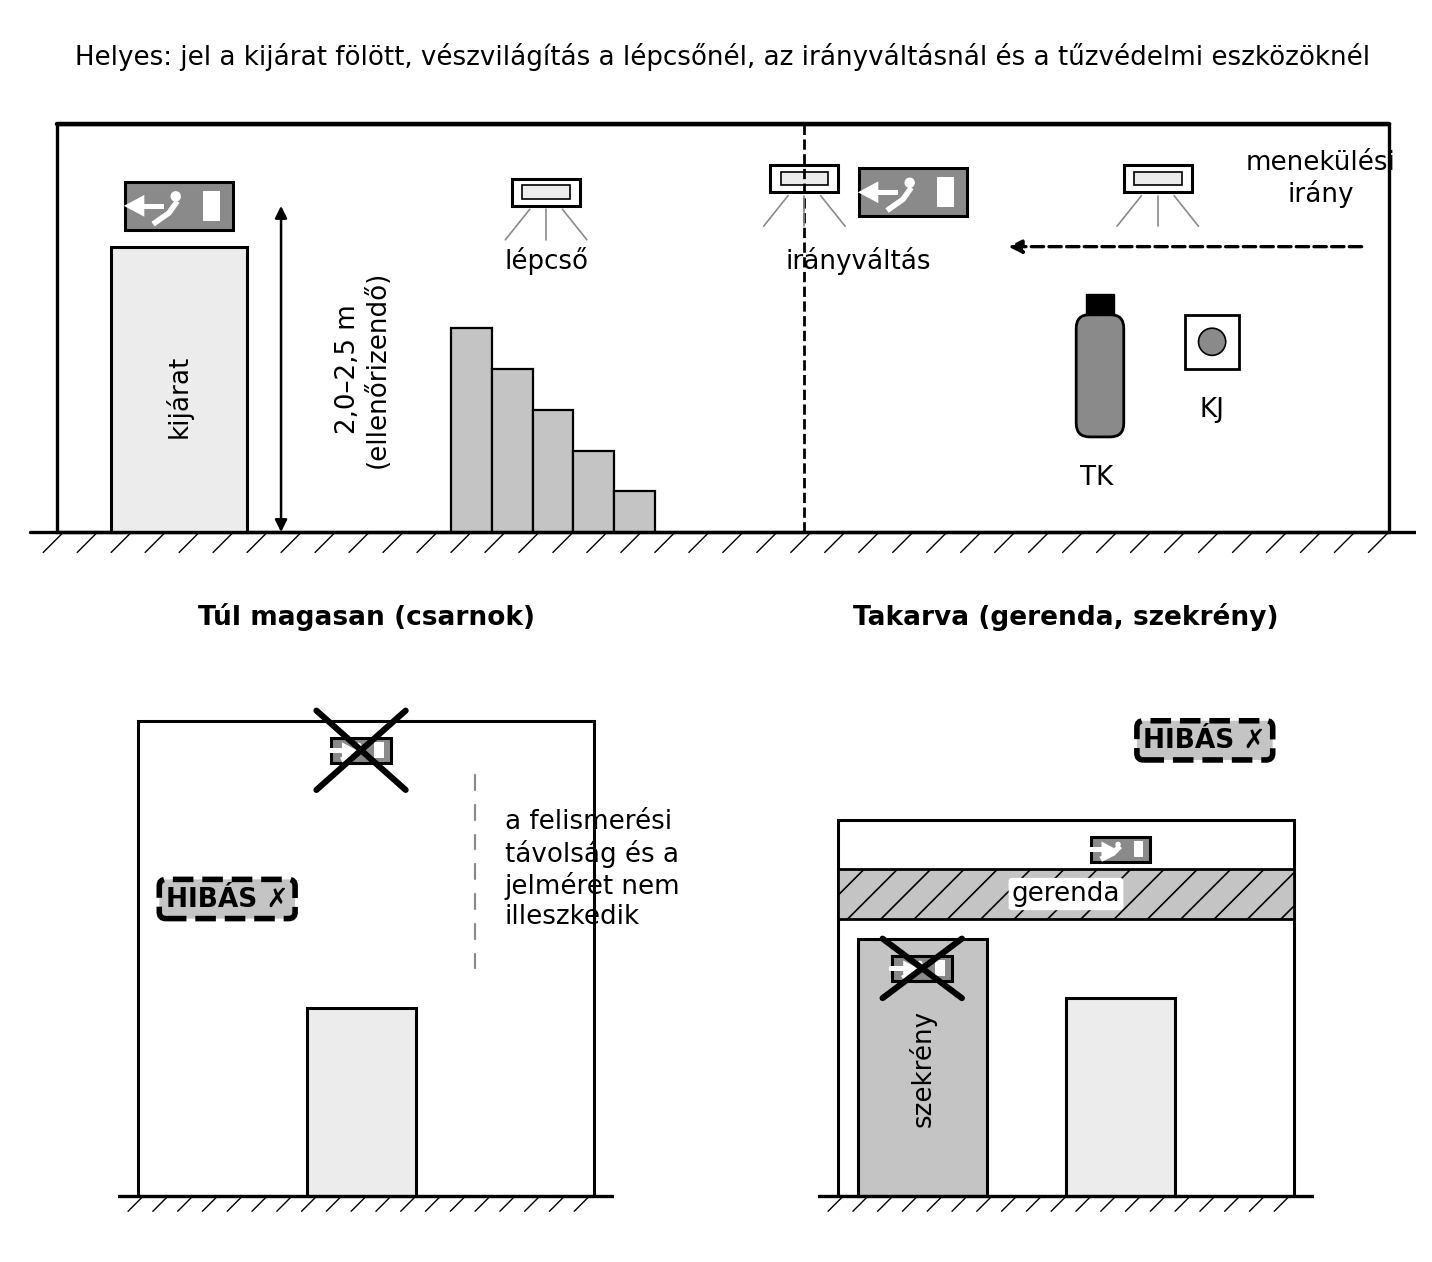 Helyes: jel a kijárat fölött, vészvilágítás a lépcsőnél, az irányváltásnál és a tűzvédelmi eszközöknél
menekülési
irány
lépcső
irányváltás
kijárat
2,0–2,5 m
(ellenőrizendő)
KJ
TK
Túl magasan (csarnok)
a felismerési
távolság és a
jelméret nem
illeszkedik
HIBÁS ✗
Takarva (gerenda, szekrény)
HIBÁS ✗
gerenda
szekrény